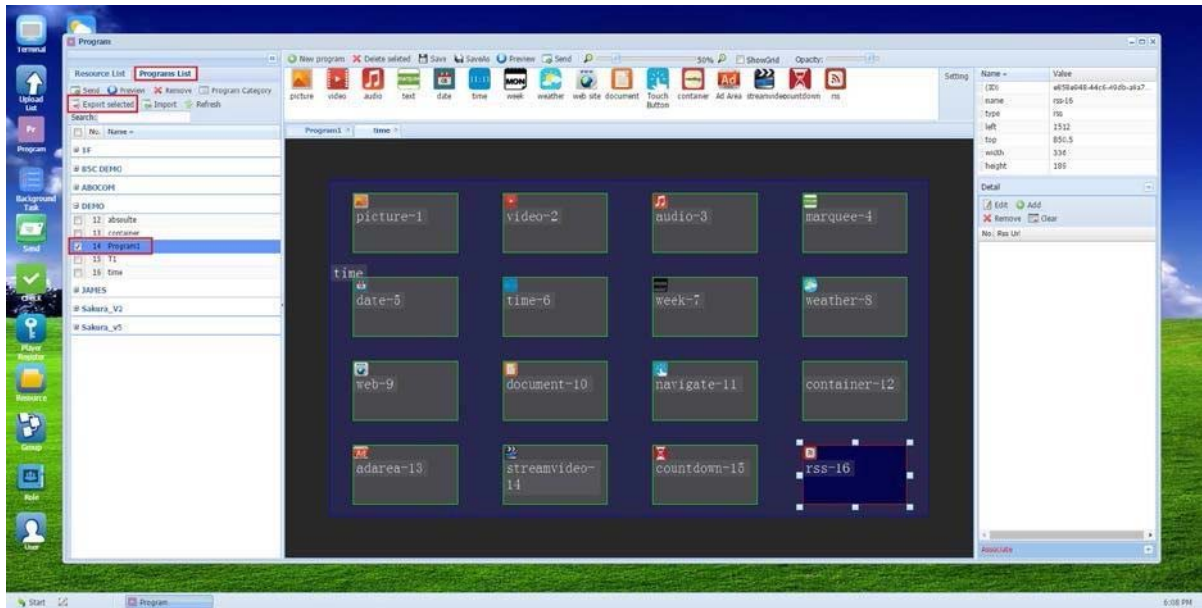 Terminal
Upload
List
Program
Background
Task
Send
Check
Player
Register
Resource
Group
Role
User
Program
Resource List Programs List
Send Preview Remove Program Category
Export selected Import Refresh
Search:
No. Name
1F
BSC DEMO
ABOCOM
DEMO
12 absoulte
13 container
14 Program1
15 T1
16 time
JAMES
Sakura_V2
Sakura_v5
New program Delete seleted Save SaveAs Preview Send 50% ShowGrid Opacty:
picture video audio text date time week weather web site document Touch Button container Ad Area streamvideo countdown rss
Setting
Program1 time
picture-1 video-2 audio-3 marquee-4
time
date-5 time-6 week-7 weather-8
web-9 document-10 navigate-11 container-12
adarea-13 streamvideo-14 countdown-15 rss-16
Name Value
(ID)
name rss-16
type rss
left 1512
top 850.5
width 336
height 189
Detail
Edit Add
Remove Clear
No. Rss Url
Associate
Start Program 6:08 PM